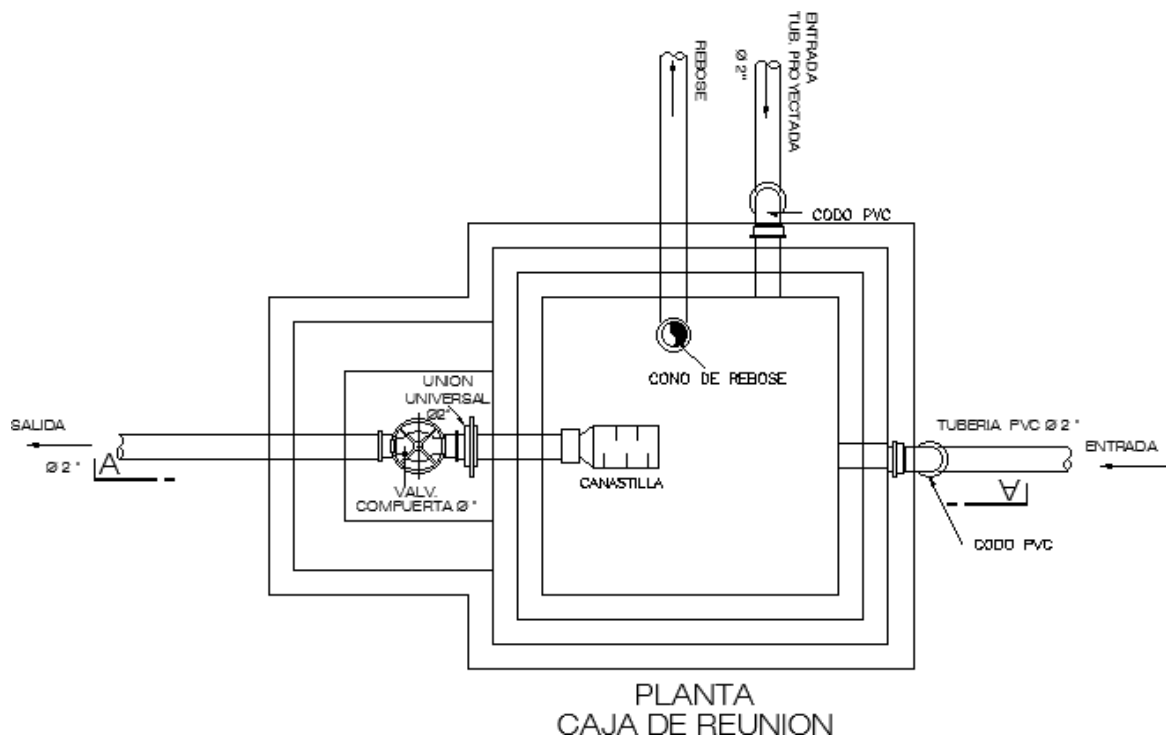 REBOSE
ENTRADA
TUB. PROYECTADA
Ø 2"
CODO PVC
CONO DE REBOSE
UNION
UNIVERSAL
Ø2"
SALIDA
Ø 2 "
A
VALV.
COMPUERTA Ø "
CANASTILLA
TUBERIA PVC Ø 2 "
ENTRADA
A
CODO PVC
PLANTA
CAJA DE REUNION